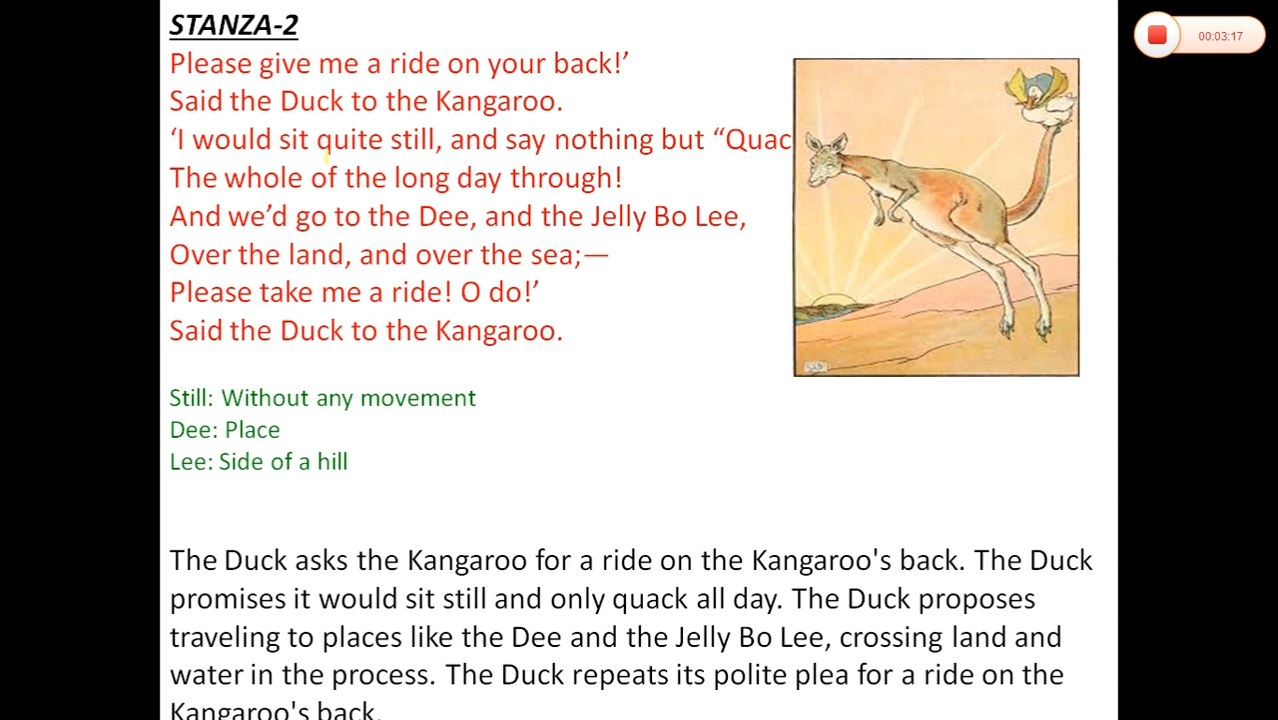 STANZA-2
Please give me a ride on your back!’
Said the Duck to the Kangaroo.
‘I would sit quite still, and say nothing but “Quac
The whole of the long day through!
And we’d go to the Dee, and the Jelly Bo Lee,
Over the land, and over the sea;—
Please take me a ride! O do!’
Said the Duck to the Kangaroo.
Still: Without any movement
Dee: Place
Lee: Side of a hill
The Duck asks the Kangaroo for a ride on the Kangaroo's back. The Duck
promises it would sit still and only quack all day. The Duck proposes
traveling to places like the Dee and the Jelly Bo Lee, crossing land and
water in the process. The Duck repeats its polite plea for a ride on the
Kangaroo's back.
00:03:17